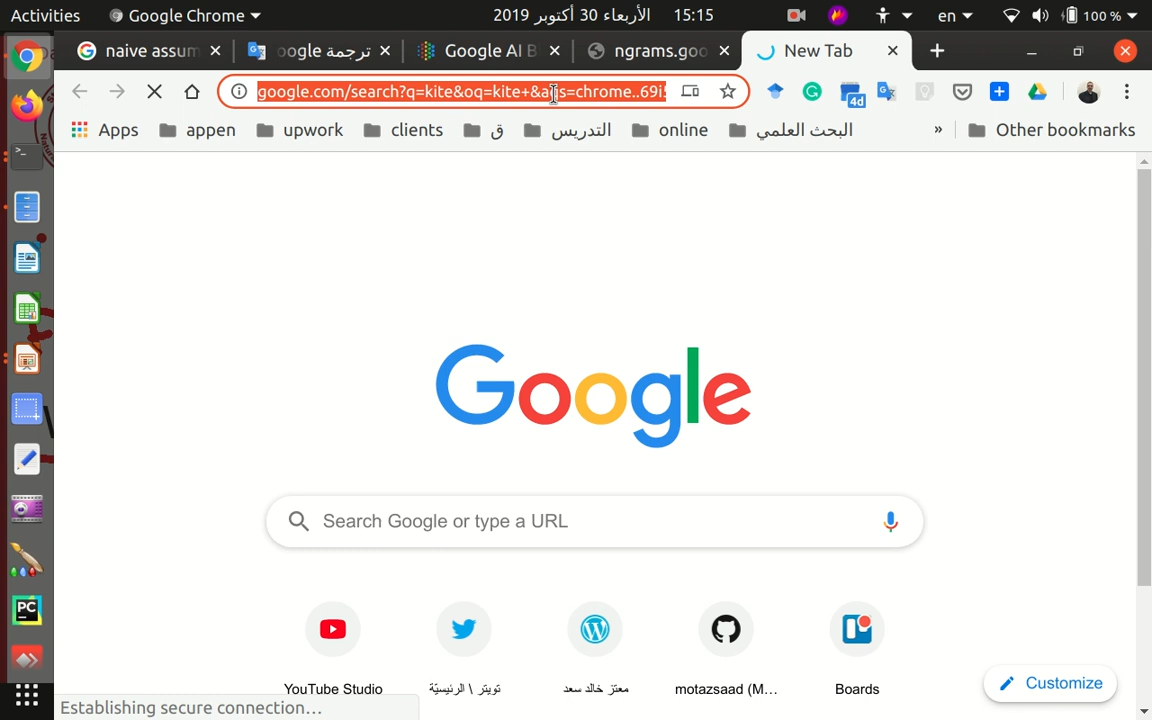 Activities
Google Chrome
الأربعاء 30 أكتوبر 2019 15:15
en
100 %
naive assum
ترجمة oogle
Google AI B
ngrams.goo
New Tab
google.com/search?q=kite&oq=kite+&aqs=chrome..69i5
4d
Apps
appen
upwork
clients
ق
التدريس
online
البحث العلمي
»
Other bookmarks
Google
Search Google or type a URL
YouTube Studio
تويتر \ الرئيسيّة
معتز خالد سعد
motazsaad (M...
Boards
Customize
PC
Establishing secure connection...